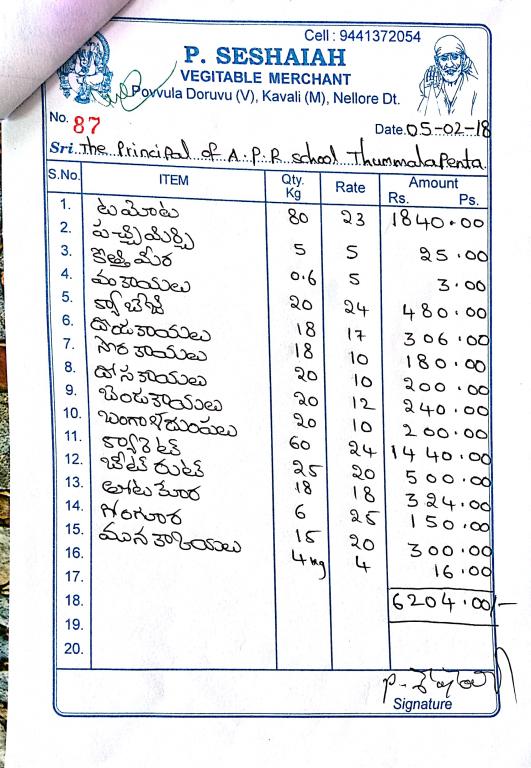 Cell : 9441372054
P. SESHAIAH
VEGITABLE MERCHANT
Povvula Doruvu (V), Kavali (M), Nellore Dt.
No. 87 Date. 05-02-18
Sri. The Principal of A.P.R school Thummalapenta.
S.No. ITEM Qty. Kg Rate Amount Rs. Ps.
1. టమోట 80 23 1840.00
2. పచ్చిమిర్చి 5 5 25.00
3. కొత్తిమీర 0.6 5 3.00
4. వంకాయలు 20 24 480.00
5. క్యాబేజి 18 17 306.00
6. దొండకాయలు 18 10 180.00
7. సొరకాయలు 20 10 200.00
8. దోసకాయలు 20 12 240.00
9. బెండకాయలు 20 10 200.00
10. బంగాళదుంపలు 60 24 1440.00
11. క్యారెట్ 25 20 500.00
12. బీట్ రూట్ 18 18 324.00
13. తోటకూర 6 25 150.00
14. గోంగూర 15 20 300.00
15. మునకాయలు 4 kg 4 16.00
16.
17.
18. 6204.00/-
19.
20.
Signature